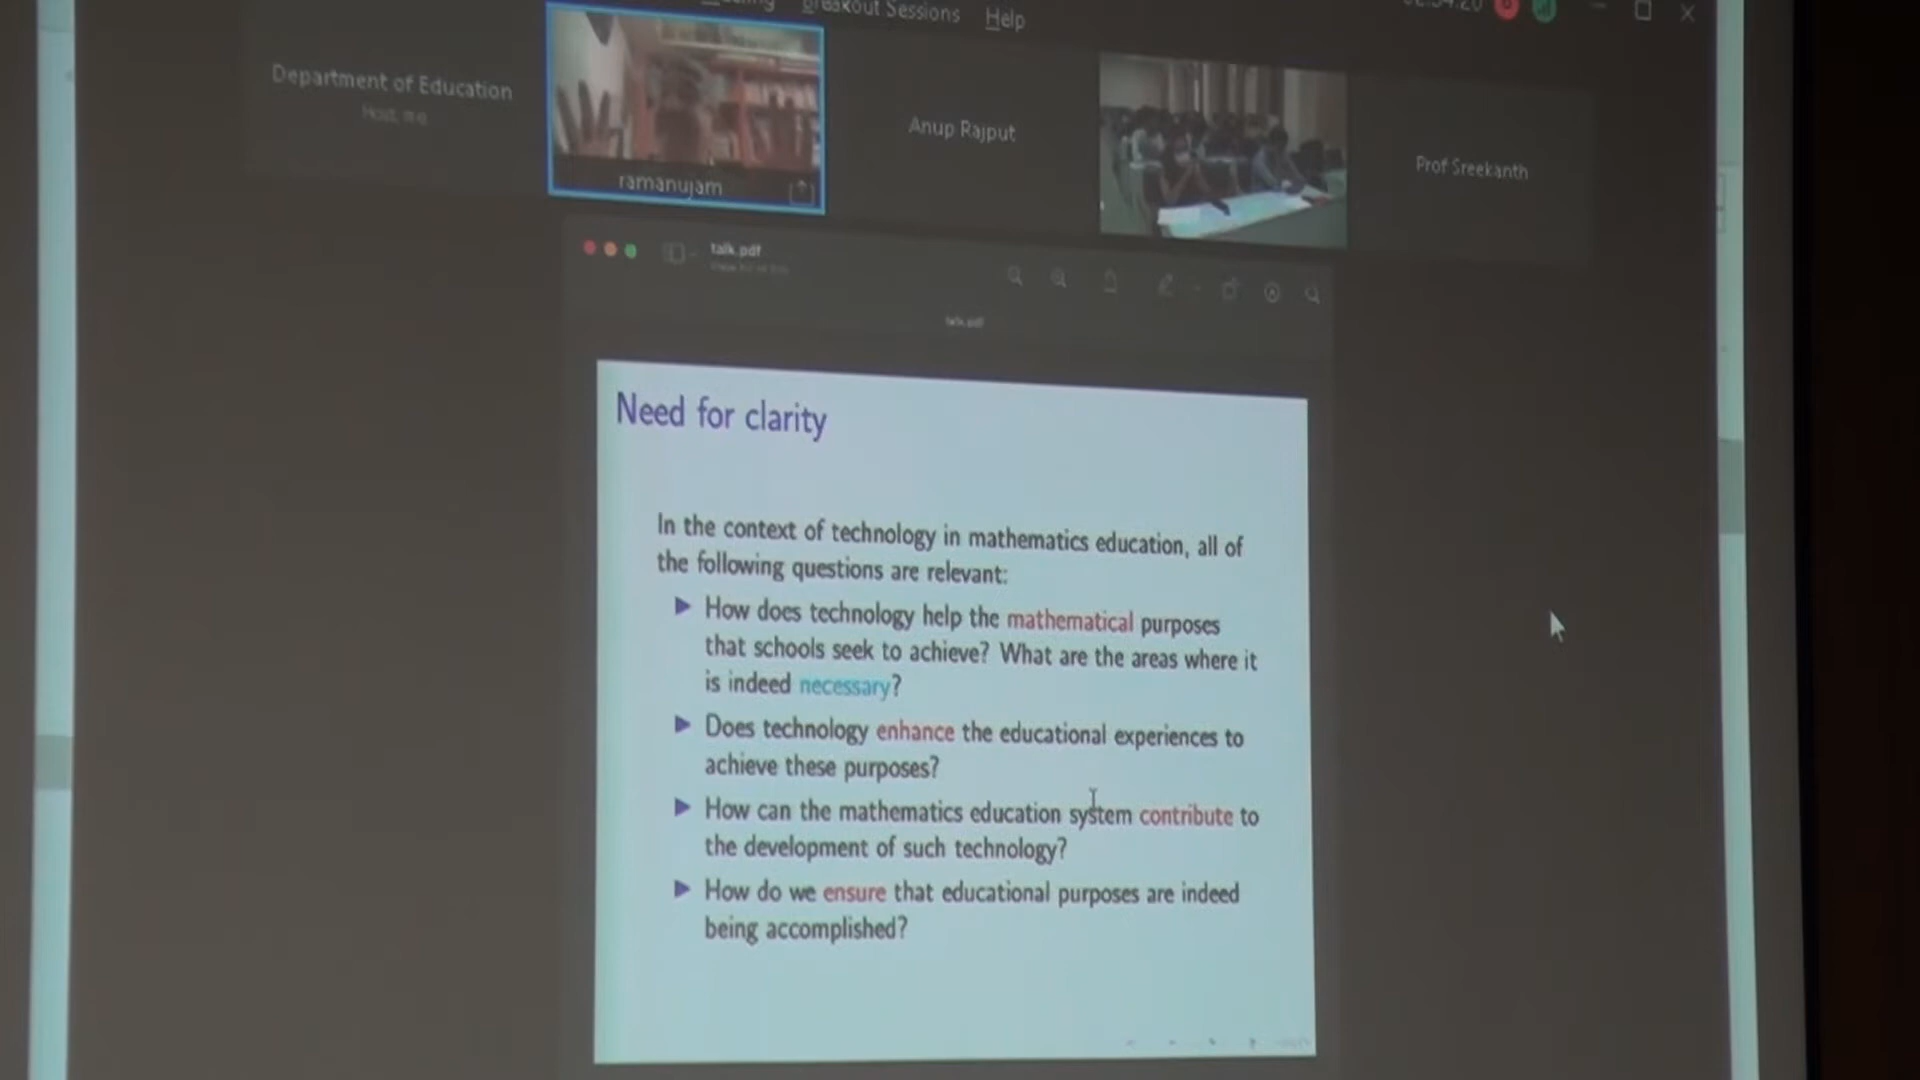 Breakout Sessions Help
Department of Education
Host, me
ramanujam
Anup Rajput
Prof Sreekanth
talk.pdf
talk.pdf
Need for clarity
In the context of technology in mathematics education, all of
the following questions are relevant:
▶ How does technology help the mathematical purposes
that schools seek to achieve? What are the areas where it
is indeed necessary?
▶ Does technology enhance the educational experiences to
achieve these purposes?
▶ How can the mathematics education system contribute to
the development of such technology?
▶ How do we ensure that educational purposes are indeed
being accomplished?